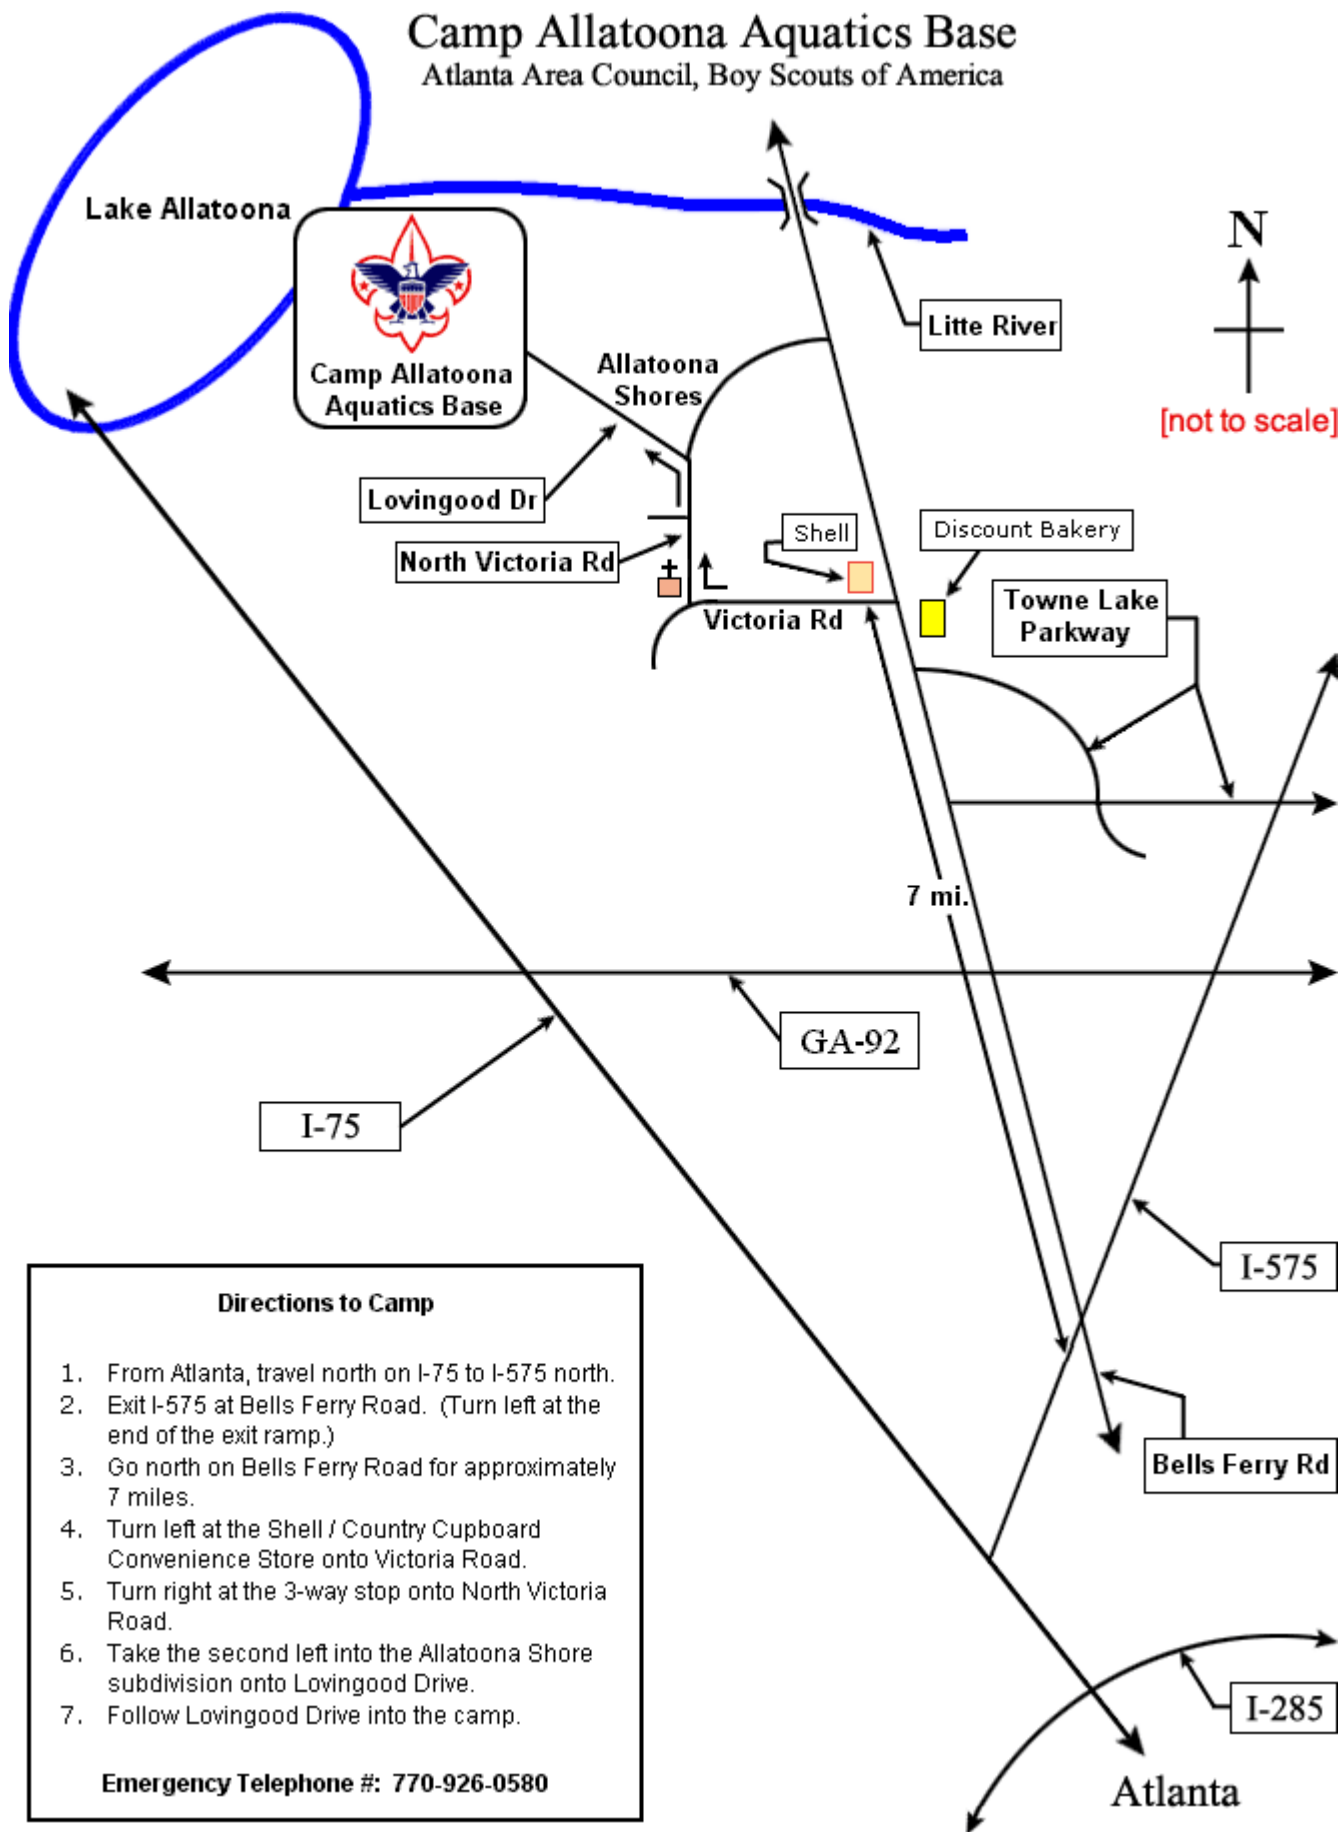 Camp Allatoona Aquatics Base
Atlanta Area Council, Boy Scouts of America
Lake Allatoona
N
Litte River
Camp Allatoona
Aquatics Base
Allatoona
Shores
[not to scale]
Lovingood Dr
Shell
Discount Bakery
North Victoria Rd
Towne Lake
Parkway
Victoria Rd
7 mi.
GA-92
I-75
I-575
Directions to Camp
1. From Atlanta, travel north on I-75 to I-575 north.
2. Exit I-575 at Bells Ferry Road. (Turn left at the
end of the exit ramp.)
3. Go north on Bells Ferry Road for approximately
7 miles.
4. Turn left at the Shell / Country Cupboard
Convenience Store onto Victoria Road.
5. Turn right at the 3-way stop onto North Victoria
Road.
6. Take the second left into the Allatoona Shore
subdivision onto Lovingood Drive.
7. Follow Lovingood Drive into the camp.
Emergency Telephone #: 770-926-0580
Bells Ferry Rd
I-285
Atlanta